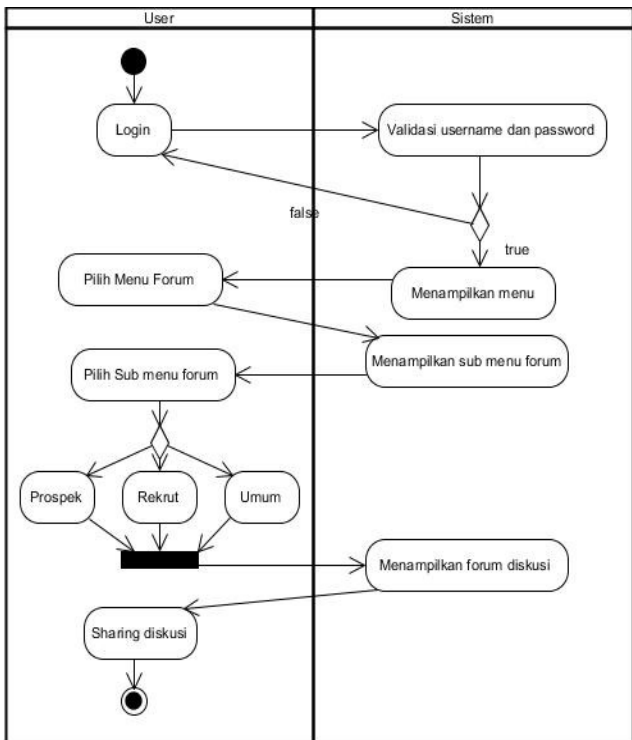 User
Sistem
Login
Validasi username dan password
false
true
Pilih Menu Forum
Menampilkan menu
Menampilkan sub menu forum
Pilih Sub menu forum
Prospek
Rekrut
Umum
Menampilkan forum diskusi
Sharing diskusi